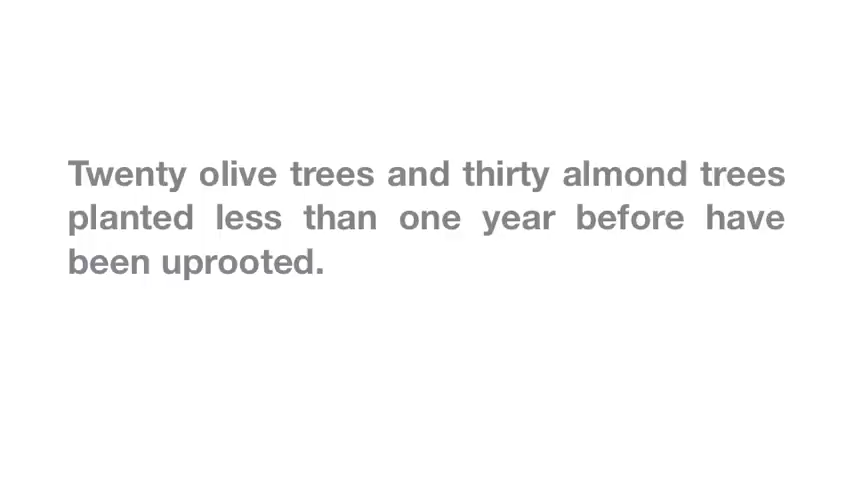 Twenty olive trees and thirty almond trees
planted less than one year before have
been uprooted.